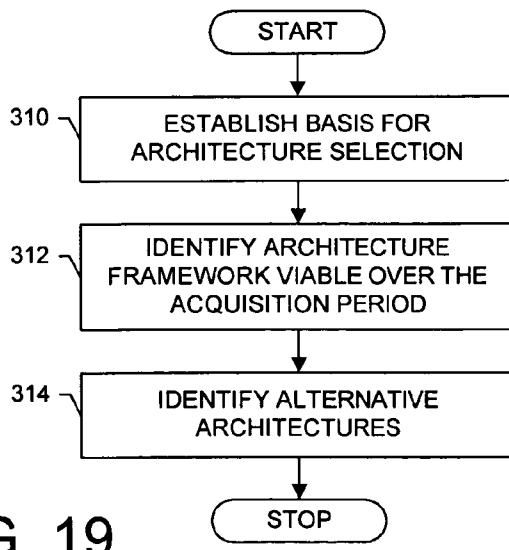 START
310
ESTABLISH BASIS FOR
ARCHITECTURE SELECTION
312
IDENTIFY ARCHITECTURE
FRAMEWORK VIABLE OVER THE
ACQUISITION PERIOD
314
IDENTIFY ALTERNATIVE
ARCHITECTURES
STOP
G. 19